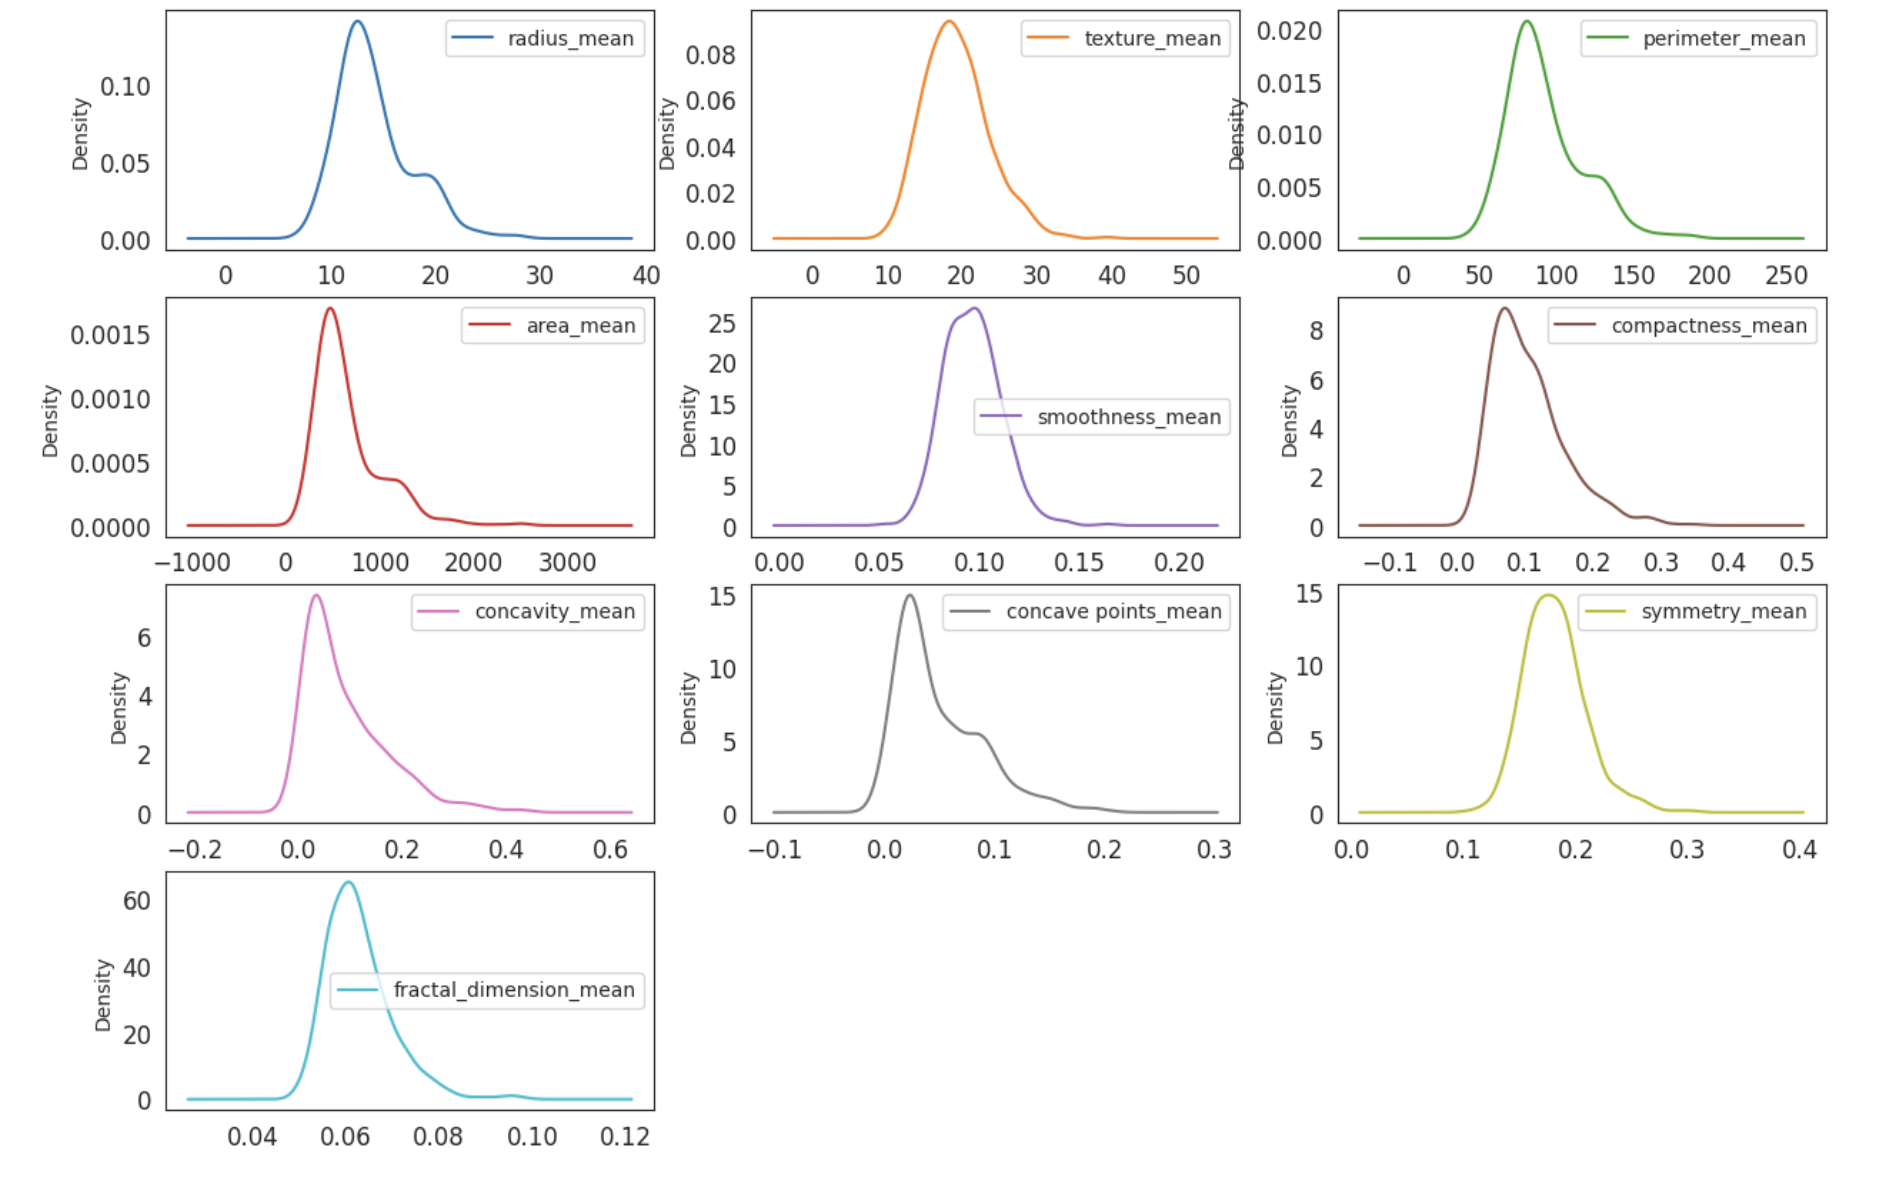 radius_mean
Density
0.10
0.05
0.00
0 10 20 30 40
texture_mean
Density
0.08
0.06
0.04
0.02
0.00
0 10 20 30 40 50
perimeter_mean
Density
0.020
0.015
0.010
0.005
0.000
0 50 100 150 200 250
area_mean
Density
0.0015
0.0010
0.0005
0.0000
−1000 0 1000 2000 3000
smoothness_mean
Density
25
20
15
10
5
0
0.00 0.05 0.10 0.15 0.20
compactness_mean
Density
8
6
4
2
0
−0.1 0.0 0.1 0.2 0.3 0.4 0.5
concavity_mean
Density
6
4
2
0
−0.2 0.0 0.2 0.4 0.6
concave points_mean
Density
15
10
5
0
−0.1 0.0 0.1 0.2 0.3
symmetry_mean
Density
15
10
5
0
0.0 0.1 0.2 0.3 0.4
fractal_dimension_mean
Density
60
40
20
0
0.04 0.06 0.08 0.10 0.12